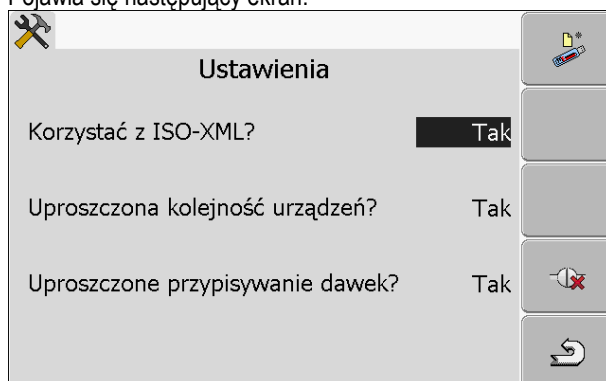 Pojawia się następujący ekran:
Ustawienia
Korzystać z ISO-XML? Tak
Uproszczona kolejność urządzeń? Tak
Uproszczone przypisywanie dawek? Tak